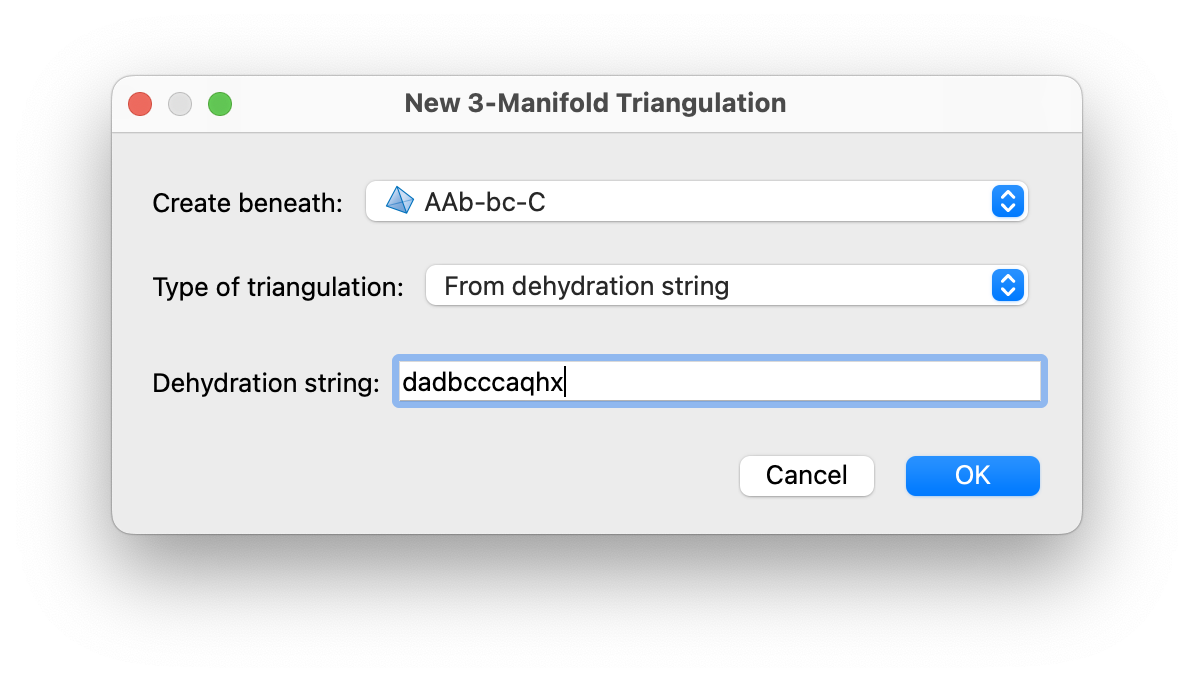 New 3-Manifold Triangulation
Create beneath: AAb-bc-C
Type of triangulation: From dehydration string
Dehydration string: dadbcccaqhx
Cancel OK